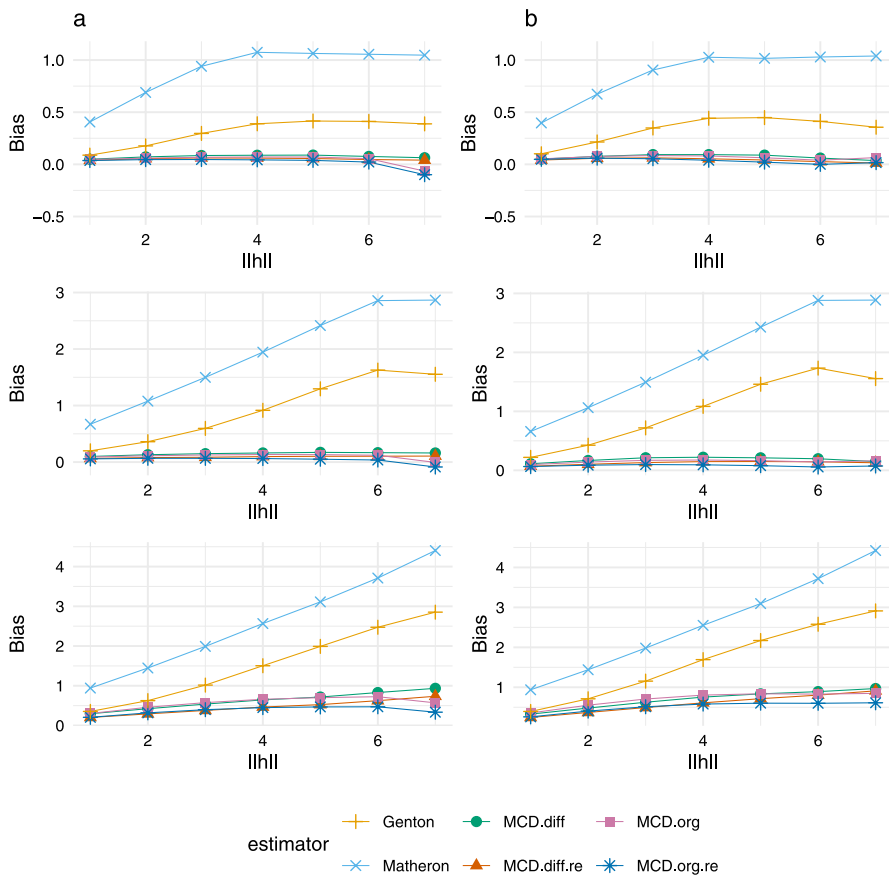 a
b
1.0
0.5
0.0
−0.5
Bias
2
4
6
||h||
1.0
0.5
0.0
−0.5
Bias
2
4
6
||h||
3
2
1
0
Bias
2
4
6
||h||
3
2
1
0
Bias
2
4
6
||h||
4
3
2
1
0
Bias
2
4
6
||h||
4
3
2
1
Bias
2
4
6
||h||
estimator
Genton
MCD.diff
MCD.org
Matheron
MCD.diff.re
MCD.org.re